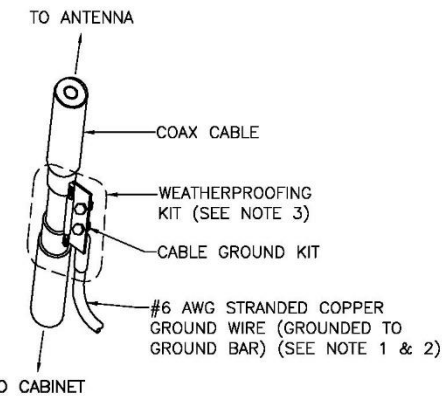 TO ANTENNA
COAX CABLE
WEATHERPROOFING
KIT (SEE NOTE 3)
CABLE GROUND KIT
#6 AWG STRANDED COPPER
GROUND WIRE (GROUNDED TO
GROUND BAR) (SEE NOTE 1 & 2)
O CABINET